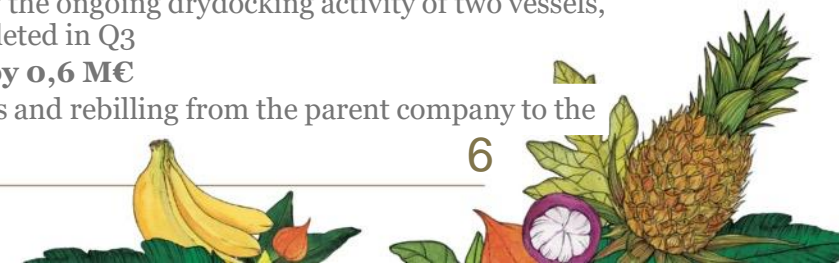 the ongoing drydocking activity of two vessels,
leted in Q3
by 0,6 M€
s and rebilling from the parent company to the
6